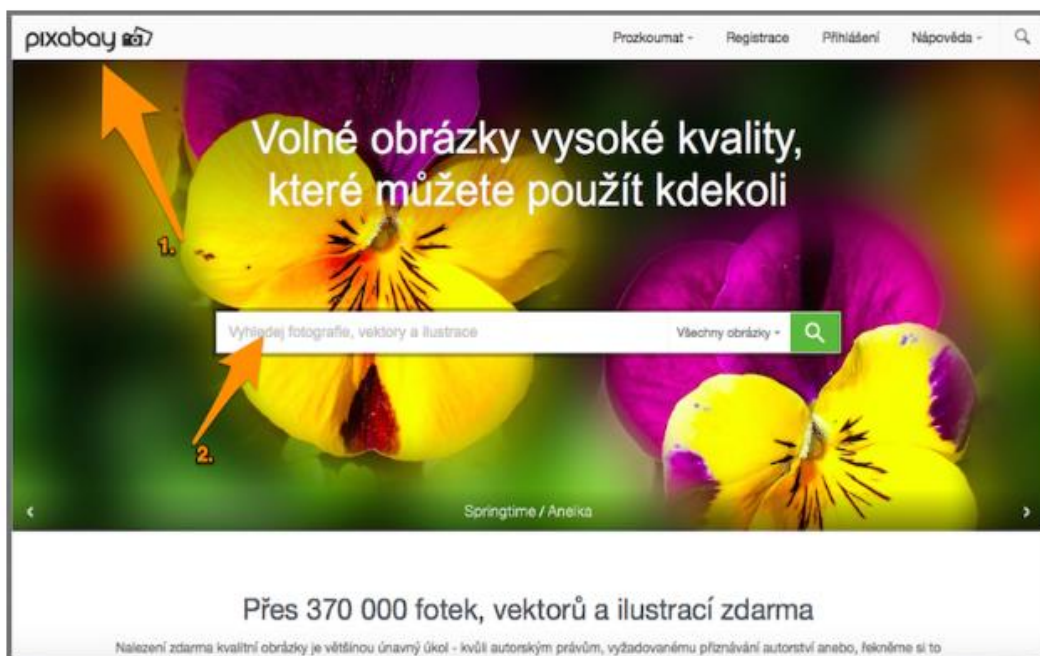 pixabay
Prozkoumat Registrace Přihlášení Nápověda
Volné obrázky vysoké kvality,
které můžete použít kdekoli
1.
Vyhledej fotografie, vektory a ilustrace Všechny obrázky
2.
‹ Springtime / Anelka ›
Přes 370 000 fotek, vektorů a ilustrací zdarma
Nalezení zdarma kvalitní obrázky je většinou únavný úkol - kvůli autorským právům, vyžadovanému přiznávání autorství anebo, řekněme si to